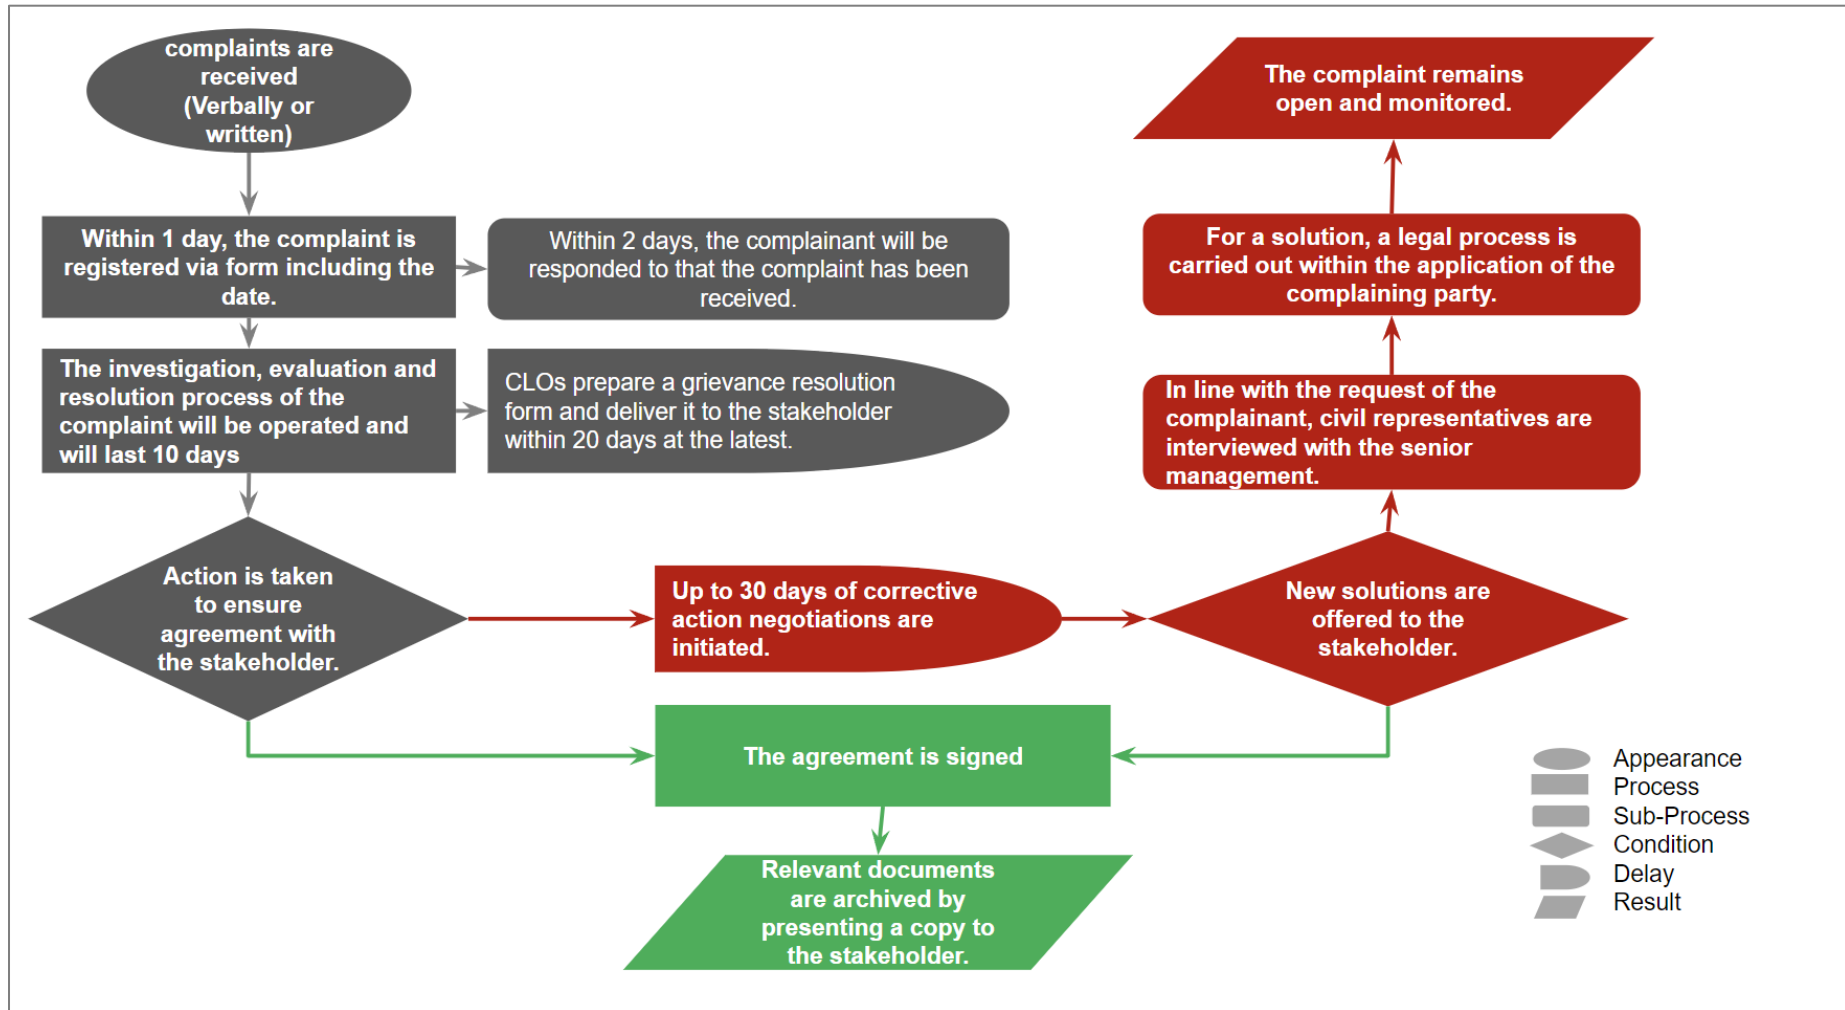 complaints are
received
(Verbally or
written)
Within 1 day, the complaint is
registered via form including the
date.
Within 2 days, the complainant will be
responded to that the complaint has been
received.
The investigation, evaluation and
resolution process of the
complaint will be operated and
will last 10 days
CLOs prepare a grievance resolution
form and deliver it to the stakeholder
within 20 days at the latest.
Action is taken
to ensure
agreement with
the stakeholder.
Up to 30 days of corrective
action negotiations are
initiated.
New solutions are
offered to the
stakeholder.
In line with the request of the
complainant, civil representatives are
interviewed with the senior
management.
For a solution, a legal process is
carried out within the application of the
complaining party.
The complaint remains
open and monitored.
The agreement is signed
Relevant documents
are archived by
presenting a copy to
the stakeholder.
Appearance
Process
Sub-Process
Condition
Delay
Result